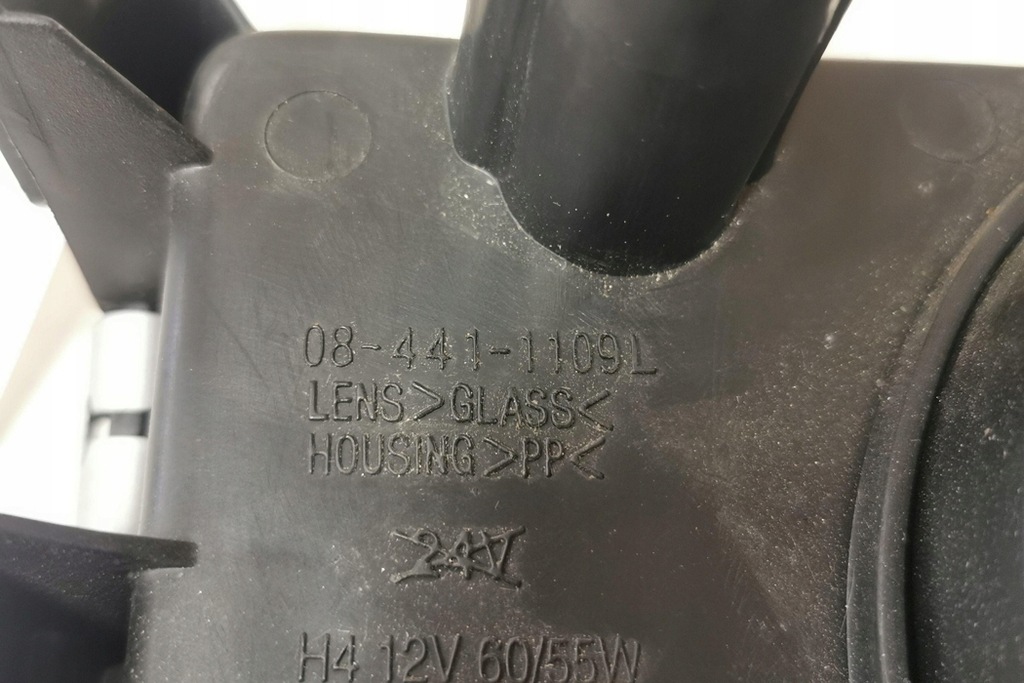 08-441-1109L
LENS>GLASS<
HOUSING>PP<
24V
H4 12V 60/55W